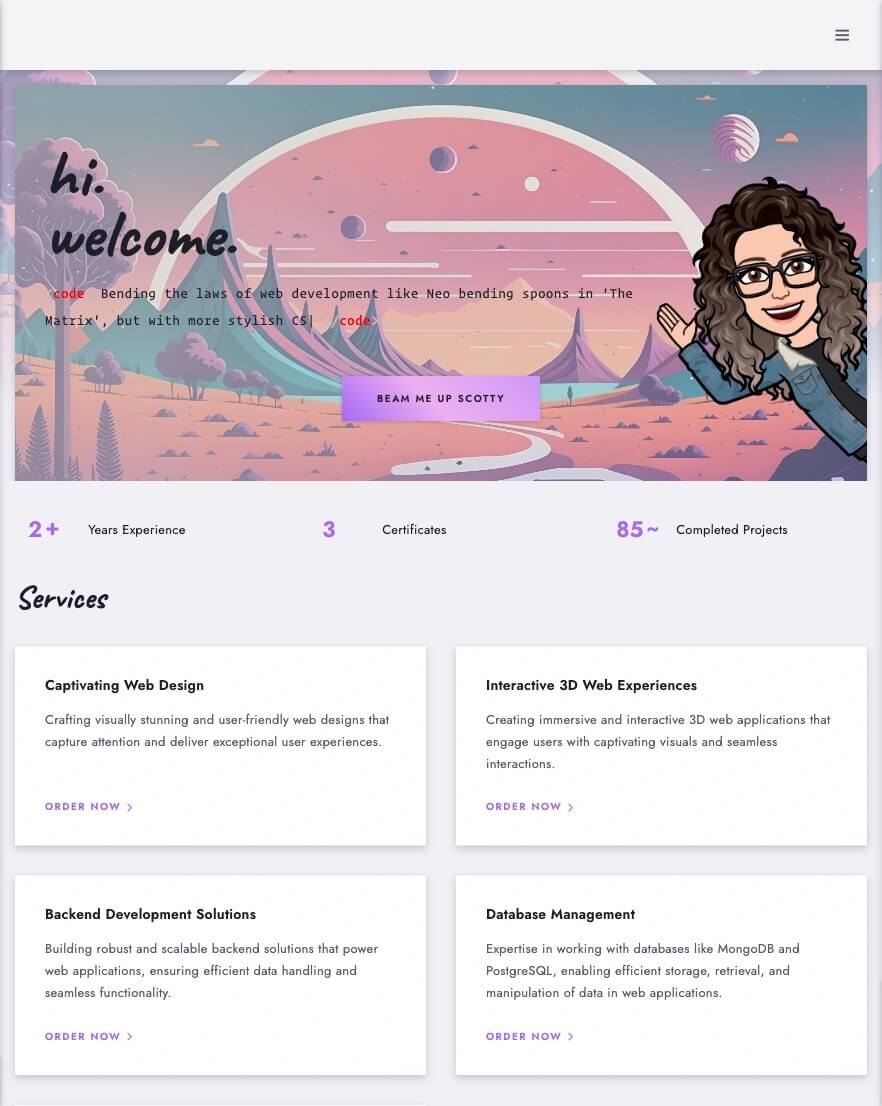 hi.
welcome.
code Bending the laws of web development like Neo bending spoons in 'The
Matrix', but with more stylish CS| code
BEAM ME UP SCOTTY
2+ Years Experience
3 Certificates
85~ Completed Projects
Services
Captivating Web Design
Crafting visually stunning and user-friendly web designs that
capture attention and deliver exceptional user experiences.
ORDER NOW >
Interactive 3D Web Experiences
Creating immersive and interactive 3D web applications that
engage users with captivating visuals and seamless
interactions.
ORDER NOW >
Backend Development Solutions
Building robust and scalable backend solutions that power
web applications, ensuring efficient data handling and
seamless functionality.
ORDER NOW >
Database Management
Expertise in working with databases like MongoDB and
PostgreSQL, enabling efficient storage, retrieval, and
manipulation of data in web applications.
ORDER NOW >